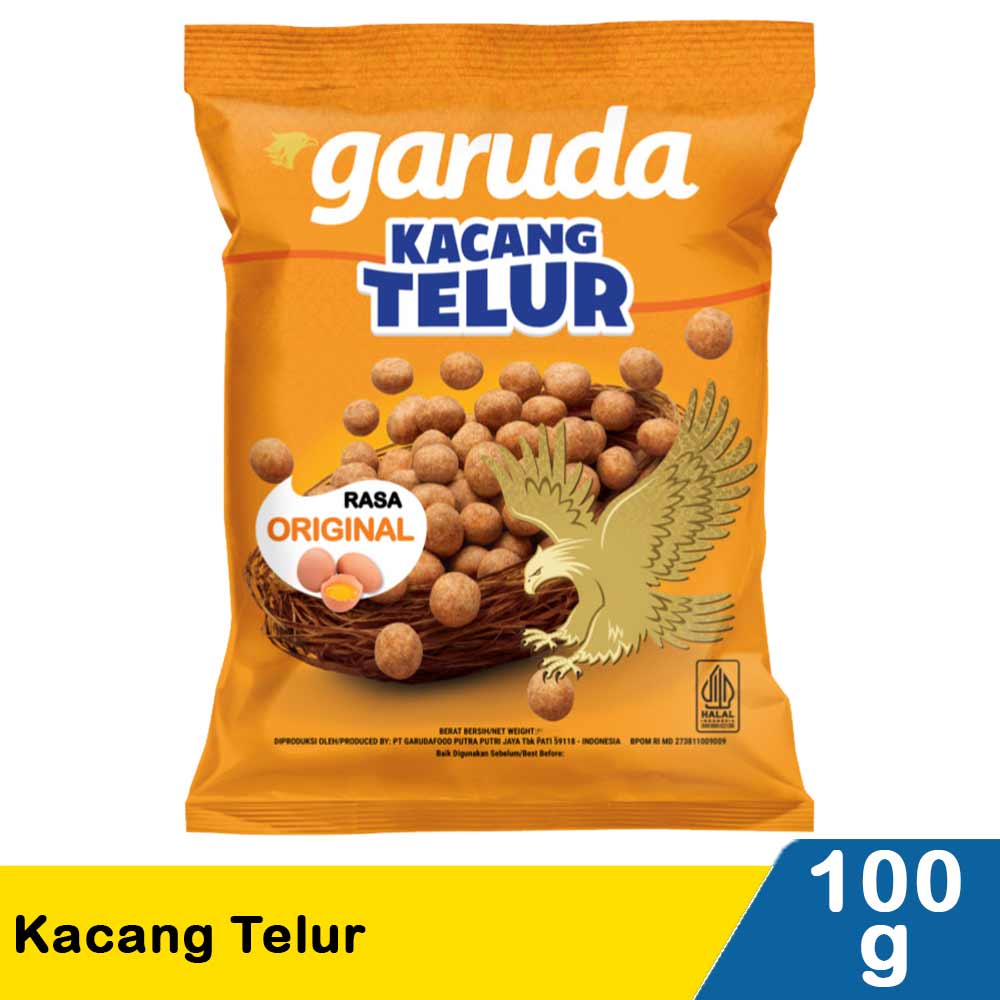 garuda
KACANG
TELUR
RASA
ORIGINAL
HALAL
INDONESIA
BERAT BERSIH/NET WEIGHT:
DIPRODUKSI OLEH/PRODUCED BY: PT GARUDAFOOD PUTRA PUTRI JAYA Tbk PATI 59118 - INDONESIA BPOM RI MD 273811009009
Baik Digunakan Sebelum/Best Before:
Kacang Telur
100
g